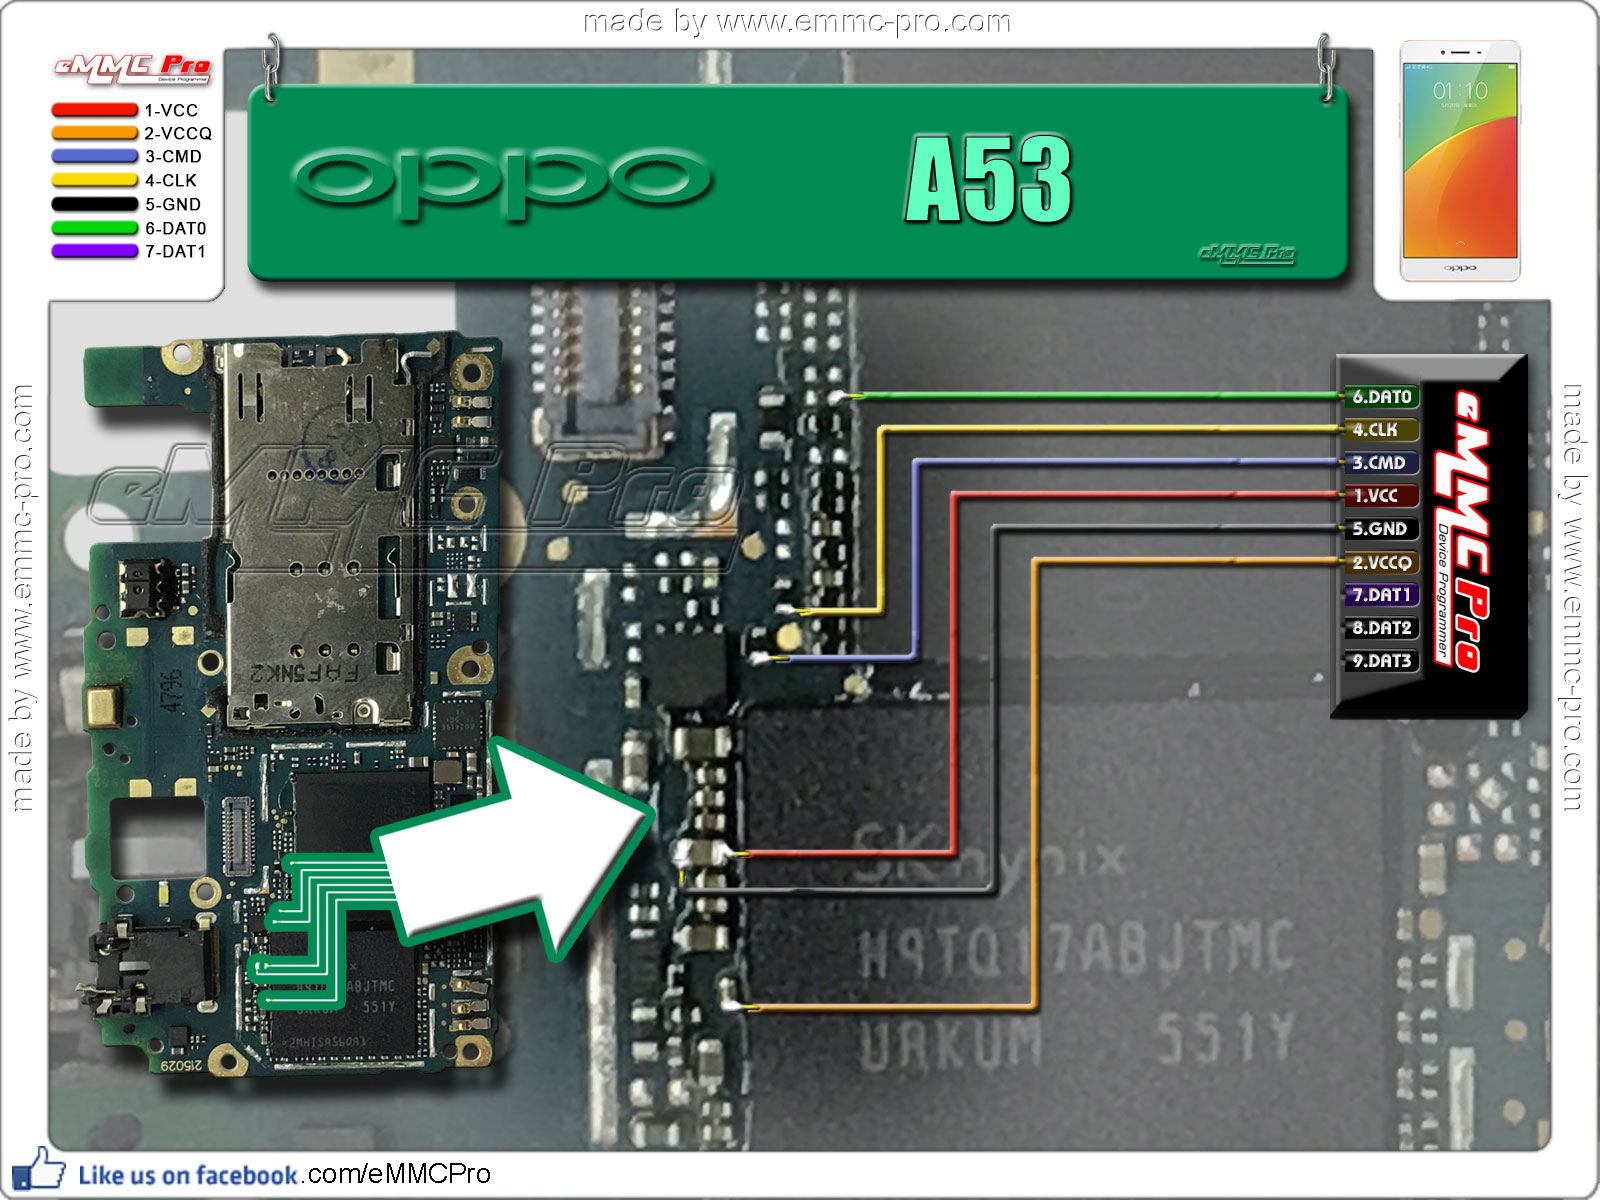 made by www.emmc-pro.com
eMMC Pro
Device Programmer
1-VCC
2-VCCQ
3-CMD
4-CLK
5-GND
6-DAT0
7-DAT1
oppo
A53
eMMC Pro
01:10
oppo
made by www.emmc-pro.com
made by www.emmc-pro.com
eMMC Pro
6.DAT0
4.CLK
3.CMD
1.VCC
5.GND
2.VCCQ
7.DAT1
8.DAT2
9.DAT3
eMMC Pro
Device Programmer
FAF5NK2
4796
SK hynix
H9TQ17ABJTMC
551Y
ABJTMC
551Y
215029
Like us on facebook.com/eMMCPro